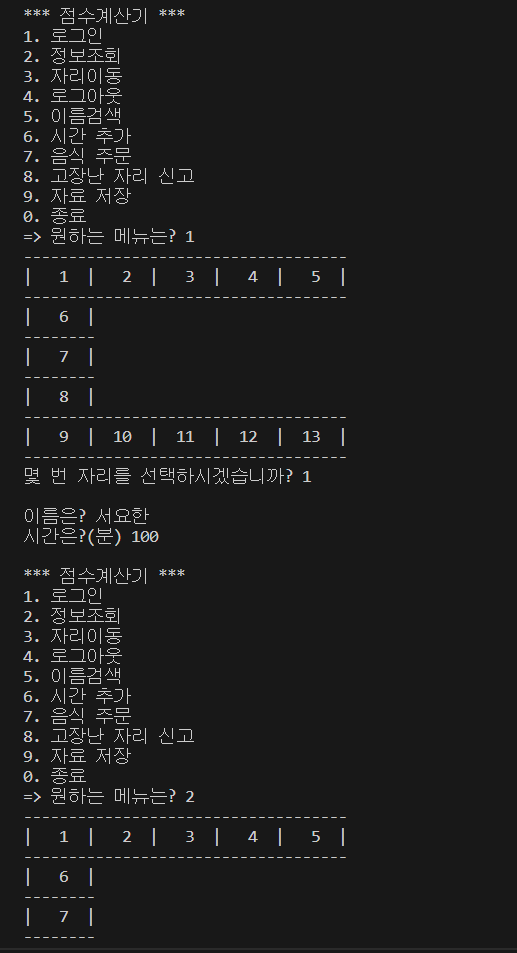 *** 점수계산기 ***
1. 로그인
2. 정보조회
3. 자리이동
4. 로그아웃
5. 이름검색
6. 시간 추가
7. 음식 주문
8. 고장난 자리 신고
9. 자료 저장
0. 종료
=> 원하는 메뉴는? 1
------------------------------------
|   1  |   2  |   3  |   4  |   5  |
------------------------------------
|   6  |
--------
|   7  |
--------
|   8  |
------------------------------------
|   9  |  10  |  11  |  12  |  13  |
------------------------------------
몇 번 자리를 선택하시겠습니까? 1
이름은? 서요한
시간은?(분) 100
*** 점수계산기 ***
1. 로그인
2. 정보조회
3. 자리이동
4. 로그아웃
5. 이름검색
6. 시간 추가
7. 음식 주문
8. 고장난 자리 신고
9. 자료 저장
0. 종료
=> 원하는 메뉴는? 2
------------------------------------
|   1  |   2  |   3  |   4  |   5  |
------------------------------------
|   6  |
--------
|   7  |
--------